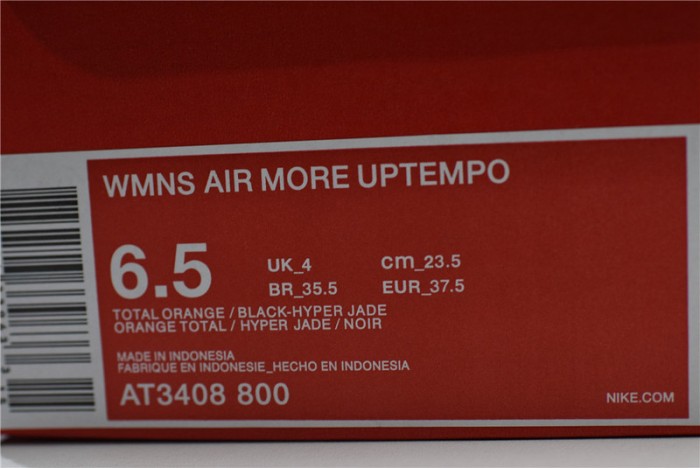 WMNS AIR MORE UPTEMPO
6.5
UK_4 cm_23.5
BR_35.5 EUR_37.5
TOTAL ORANGE / BLACK-HYPER JADE
ORANGE TOTAL / HYPER JADE / NOIR
MADE IN INDONESIA
FABRIQUE EN INDONESIE_HECHO EN INDONESIA
AT3408 800
NIKE.COM